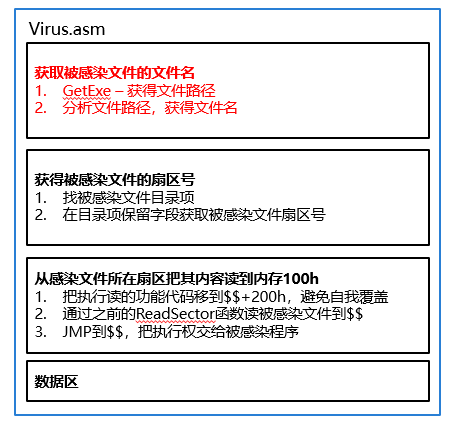 Virus.asm
获取被感染文件的文件名
1. GetExe – 获得文件路径
2. 分析文件路径，获得文件名
获得被感染文件的扇区号
1. 找被感染文件目录项
2. 在目录项保留字段获取被感染文件扇区号
从感染文件所在扇区把其内容读到内存100h
1. 把执行读的功能代码移到$$+200h，避免自我覆盖
2. 通过之前的ReadSector函数读被感染文件到$$
3. JMP到$$，把执行权交给被感染程序
数据区